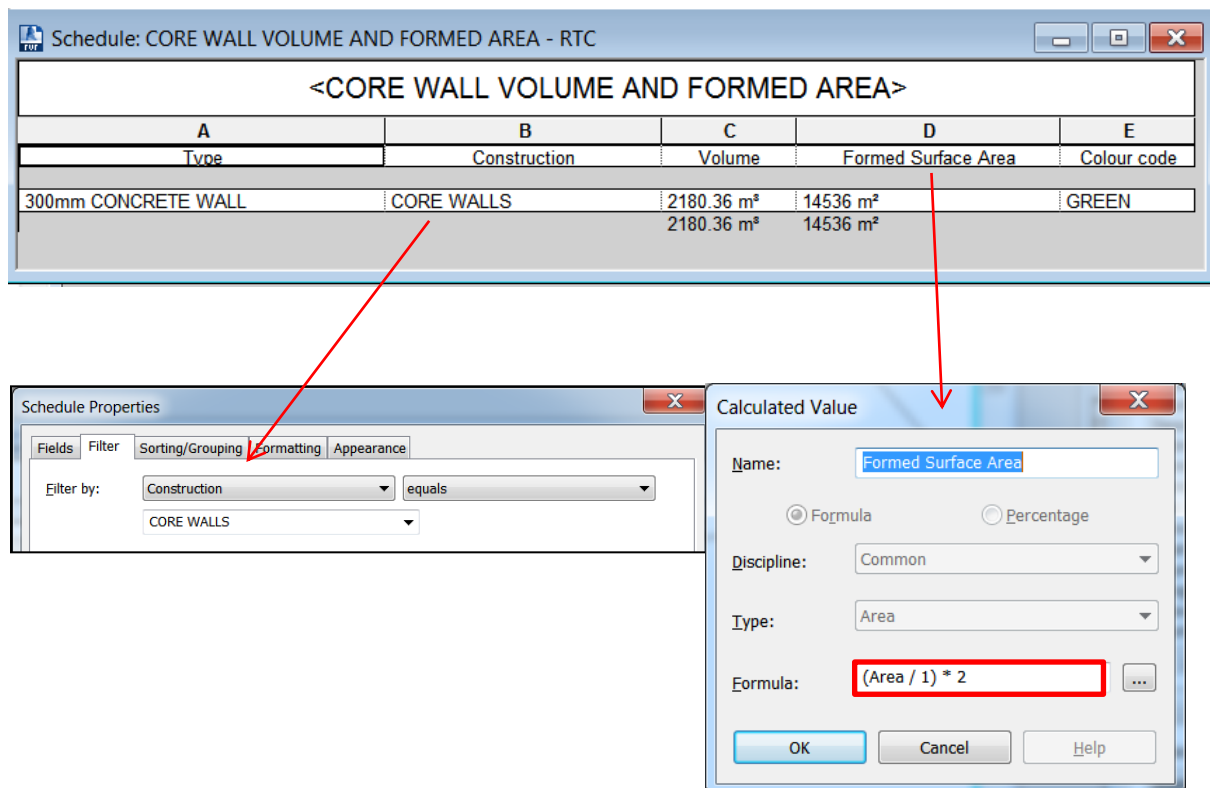 Schedule: CORE WALL VOLUME AND FORMED AREA - RTC
<CORE WALL VOLUME AND FORMED AREA>
A B C D E
Type Construction Volume Formed Surface Area Colour code
300mm CONCRETE WALL CORE WALLS 2180.36 m³ 14536 m² GREEN
2180.36 m³ 14536 m²
Schedule Properties
Fields Filter Sorting/Grouping Formatting Appearance
Filter by: Construction equals
CORE WALLS
Calculated Value
Name: Formed Surface Area
Formula Percentage
Discipline: Common
Type: Area
Formula: (Area / 1) * 2 ...
OK Cancel Help